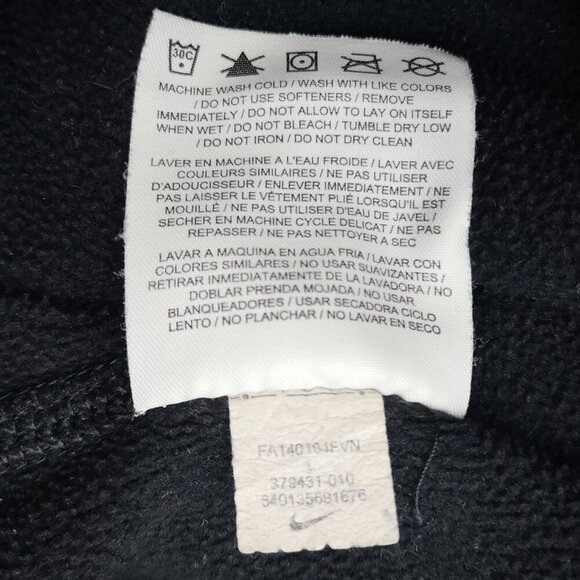 30C
MACHINE WASH COLD / WASH WITH LIKE COLORS
/ DO NOT USE SOFTENERS / REMOVE
IMMEDIATELY / DO NOT ALLOW TO LAY ON ITSELF
WHEN WET / DO NOT BLEACH / TUMBLE DRY LOW
/ DO NOT IRON / DO NOT DRY CLEAN
LAVER EN MACHINE A L'EAU FROIDE / LAVER AVEC
COULEURS SIMILAIRES / NE PAS UTILISER
D'ADOUCISSEUR / ENLEVER IMMEDIATEMENT / NE
PAS LAISSER LE VÊTEMENT PLIÉ LORSQU'IL EST
MOUILLÉ / NE PAS UTILISER D'EAU DE JAVEL /
SECHER EN MACHINE CYCLE DELICAT / NE PAS
REPASSER / NE PAS NETTOYER A SEC
LAVAR A MAQUINA EN AGUA FRIA / LAVAR CON
COLORES SIMILARES / NO USAR SUAVIZANTES /
RETIRAR INMEDIATAMENTE DE LA LAVADORA / NO
DOBLAR PRENDA MOJADA / NO USAR
BLANQUEADORES / USAR SECADORA CICLO
LENTO / NO PLANCHAR / NO LAVAR EN SECO
FA140194EVN
L
379431-010
640135691676